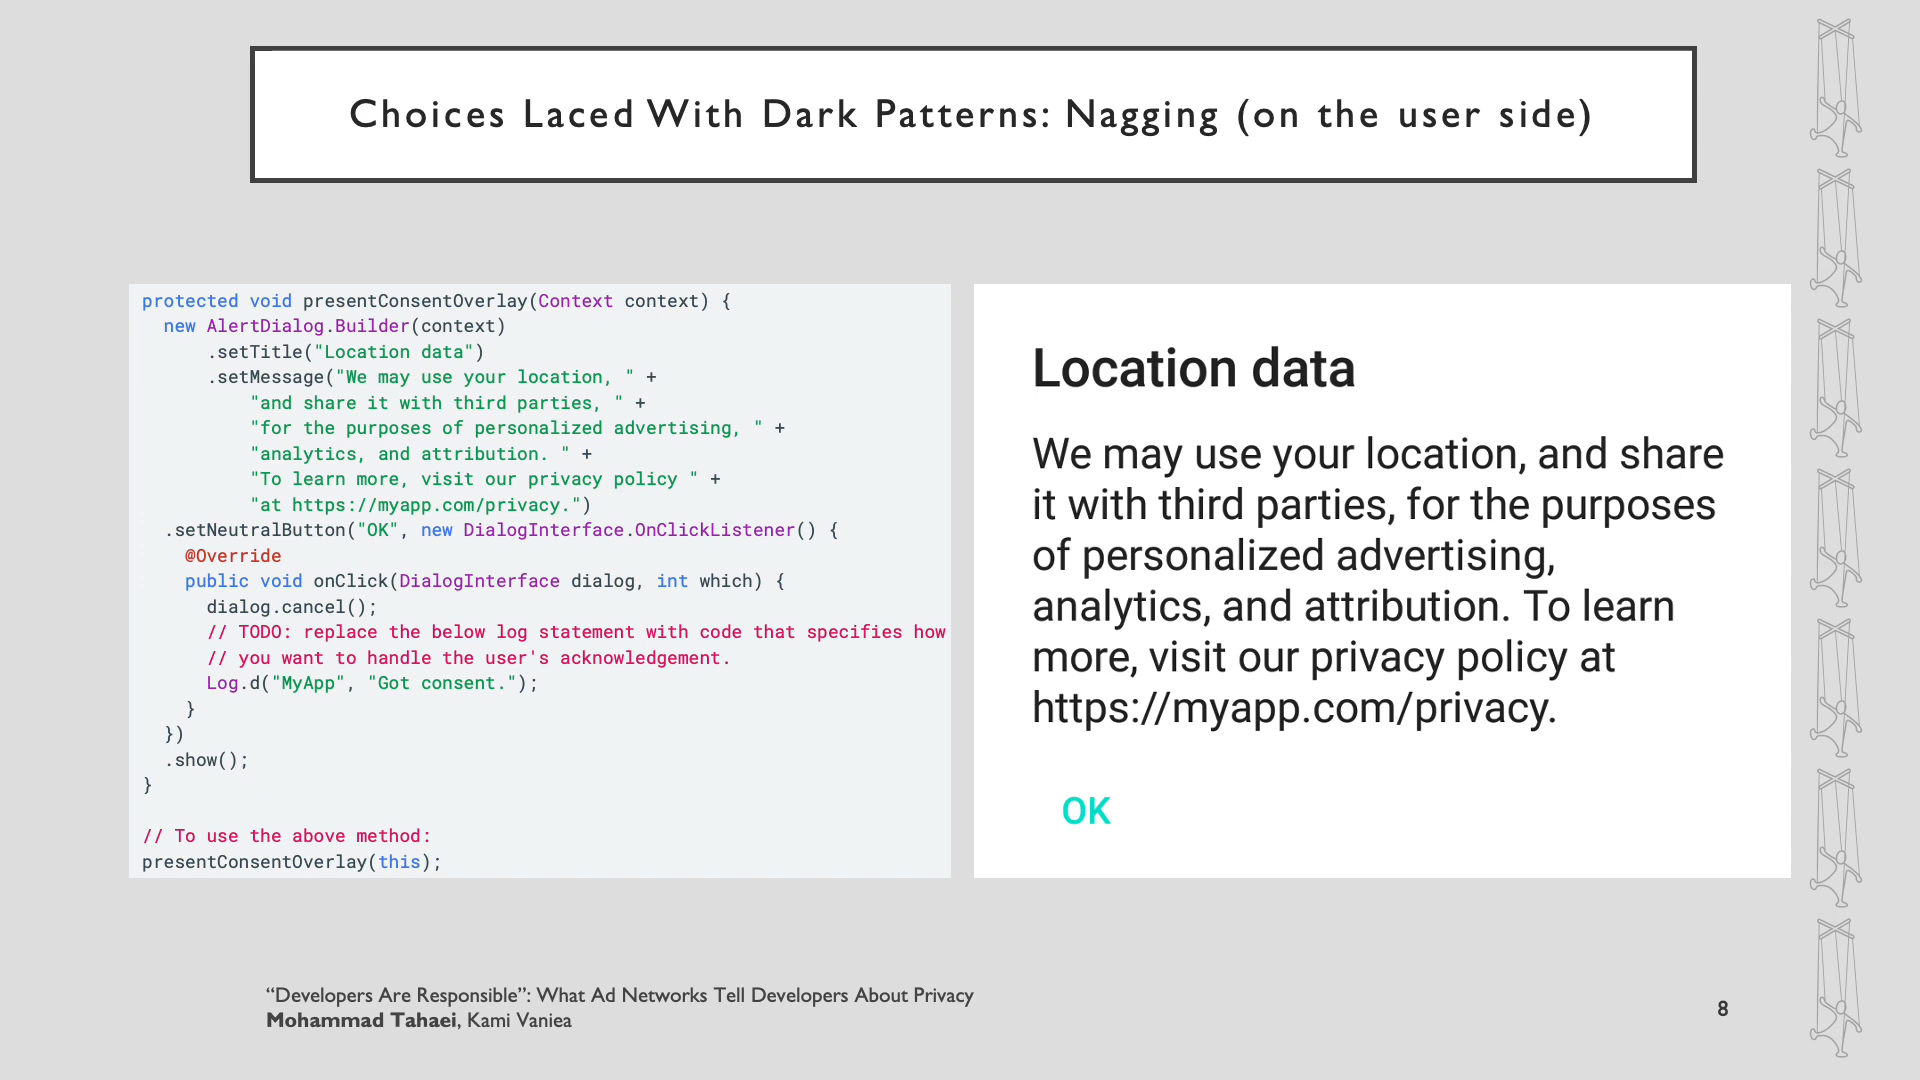 Choices Laced With Dark Patterns: Nagging (on the user side)
protected void presentConsentOverlay(Context context) {
  new AlertDialog.Builder(context)
      .setTitle("Location data")
      .setMessage("We may use your location, " +
          "and share it with third parties, " +
          "for the purposes of personalized advertising, " +
          "analytics, and attribution. " +
          "To learn more, visit our privacy policy " +
          "at https://myapp.com/privacy.")
  .setNeutralButton("OK", new DialogInterface.OnClickListener() {
    @Override
    public void onClick(DialogInterface dialog, int which) {
      dialog.cancel();
      // TODO: replace the below log statement with code that specifies how
      // you want to handle the user's acknowledgement.
      Log.d("MyApp", "Got consent.");
    }
  })
  .show();
}
// To use the above method:
presentConsentOverlay(this);
Location data
We may use your location, and share
it with third parties, for the purposes
of personalized advertising,
analytics, and attribution. To learn
more, visit our privacy policy at
https://myapp.com/privacy.
OK
“Developers Are Responsible”: What Ad Networks Tell Developers About Privacy
Mohammad Tahaei, Kami Vaniea
8